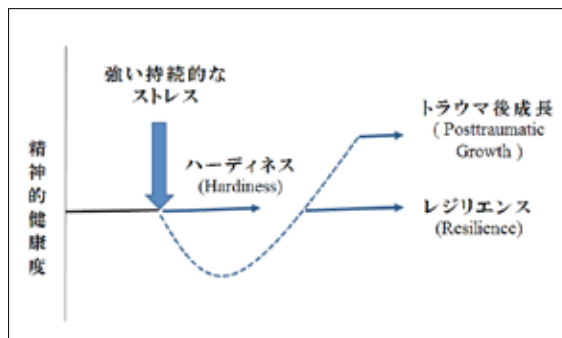 強い持続的な
ストレス
精神的健康度
ハーディネス
(Hardiness)
トラウマ後成長
( Posttraumatic
Growth )
レジリエンス
(Resilience)